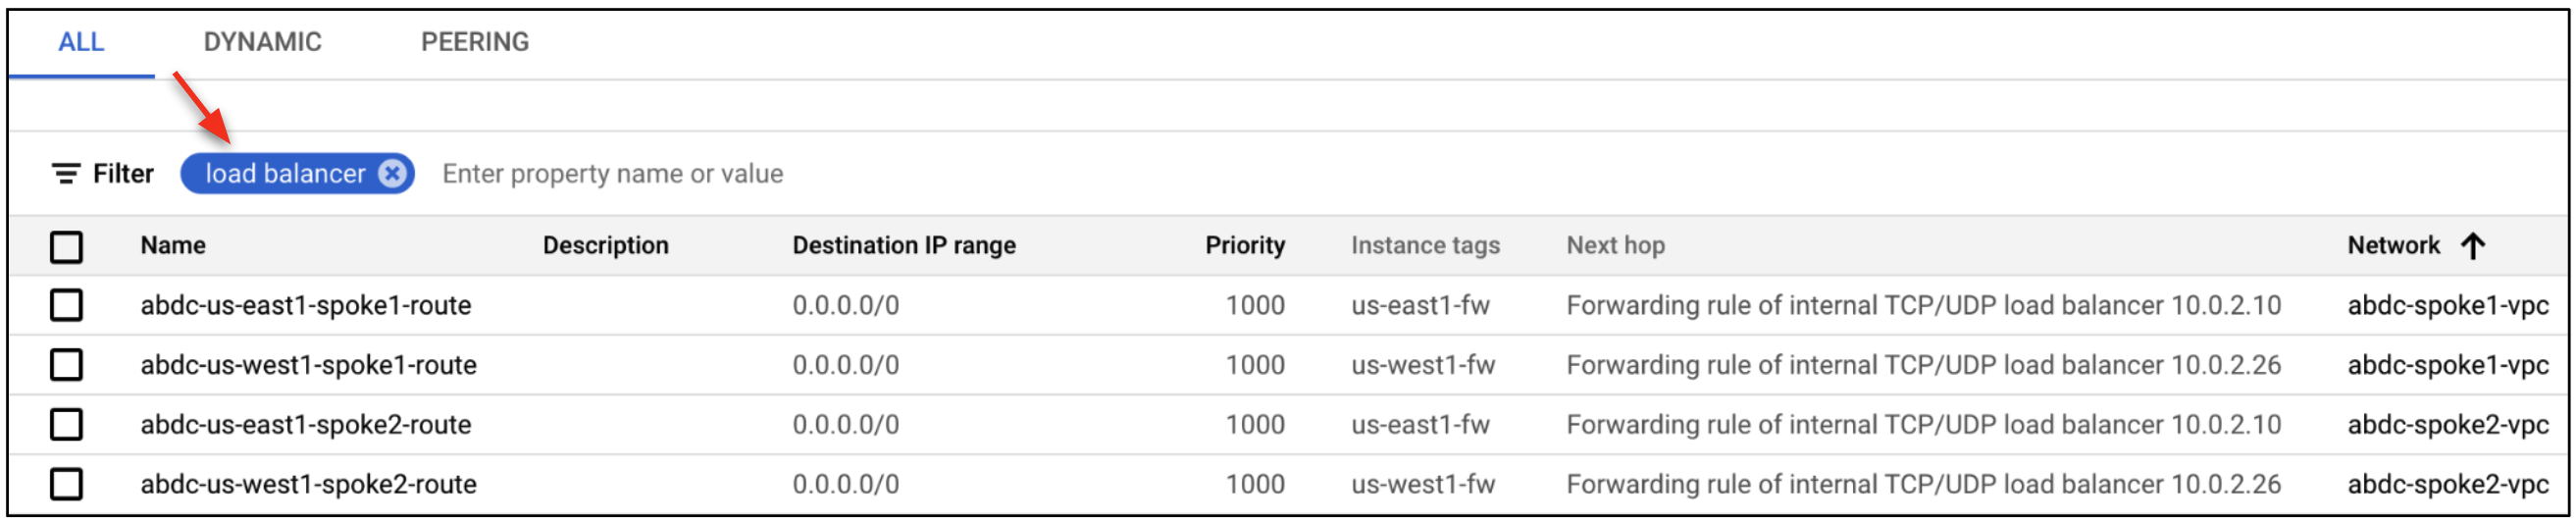 ALL DYNAMIC PEERING
Filter load balancer Enter property name or value
Name Description Destination IP range Priority Instance tags Next hop Network
abdc-us-east1-spoke1-route 0.0.0.0/0 1000 us-east1-fw Forwarding rule of internal TCP/UDP load balancer 10.0.2.10 abdc-spoke1-vpc
abdc-us-west1-spoke1-route 0.0.0.0/0 1000 us-west1-fw Forwarding rule of internal TCP/UDP load balancer 10.0.2.26 abdc-spoke1-vpc
abdc-us-east1-spoke2-route 0.0.0.0/0 1000 us-east1-fw Forwarding rule of internal TCP/UDP load balancer 10.0.2.10 abdc-spoke2-vpc
abdc-us-west1-spoke2-route 0.0.0.0/0 1000 us-west1-fw Forwarding rule of internal TCP/UDP load balancer 10.0.2.26 abdc-spoke2-vpc